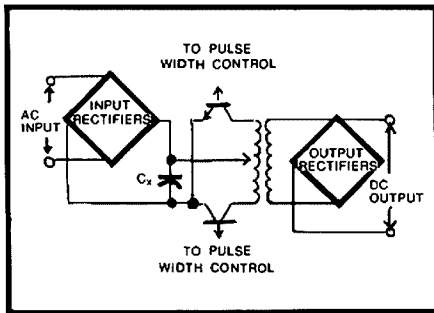 TO PULSE
WIDTH CONTROL
AC
INPUT
INPUT
RECTIFIERS
Cx
OUTPUT
RECTIFIERS
DC
OUTPUT
TO PULSE
WIDTH CONTROL